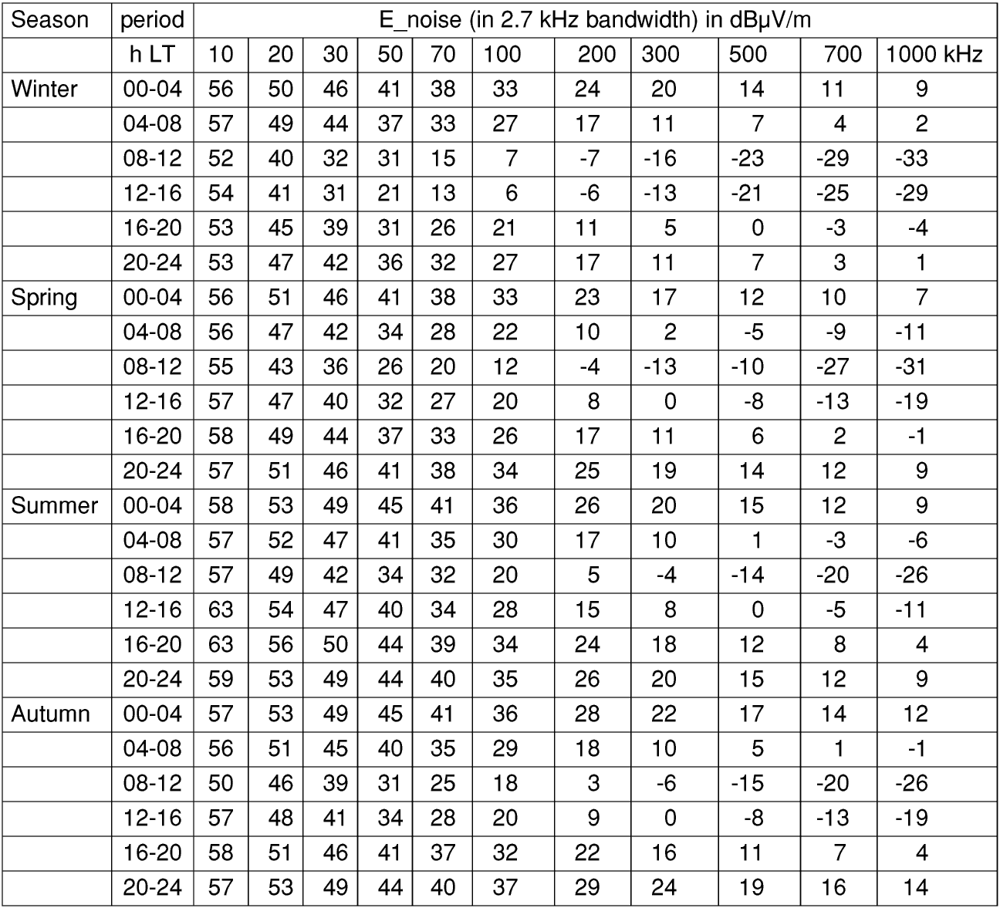 Season period E_noise (in 2.7 kHz bandwidth) in dBµV/m
h LT 10 20 30 50 70 100 200 300 500 700 1000 kHz
Winter 00-04 56 50 46 41 38 33 24 20 14 11 9
04-08 57 49 44 37 33 27 17 11 7 4 2
08-12 52 40 32 31 15 7 -7 -16 -23 -29 -33
12-16 54 41 31 21 13 6 -6 -13 -21 -25 -29
16-20 53 45 39 31 26 21 11 5 0 -3 -4
20-24 53 47 42 36 32 27 17 11 7 3 1
Spring 00-04 56 51 46 41 38 33 23 17 12 10 7
04-08 56 47 42 34 28 22 10 2 -5 -9 -11
08-12 55 43 36 26 20 12 -4 -13 -10 -27 -31
12-16 57 47 40 32 27 20 8 0 -8 -13 -19
16-20 58 49 44 37 33 26 17 11 6 2 -1
20-24 57 51 46 41 38 34 25 19 14 12 9
Summer 00-04 58 53 49 45 41 36 26 20 15 12 9
04-08 57 52 47 41 35 30 17 10 1 -3 -6
08-12 57 49 42 34 32 20 5 -4 -14 -20 -26
12-16 63 54 47 40 34 28 15 8 0 -5 -11
16-20 63 56 50 44 39 34 24 18 12 8 4
20-24 59 53 49 44 40 35 26 20 15 12 9
Autumn 00-04 57 53 49 45 41 36 28 22 17 14 12
04-08 56 51 45 40 35 29 18 10 5 1 -1
08-12 50 46 39 31 25 18 3 -6 -15 -20 -26
12-16 57 48 41 34 28 20 9 0 -8 -13 -19
16-20 58 51 46 41 37 32 22 16 11 7 4
20-24 57 53 49 44 40 37 29 24 19 16 14